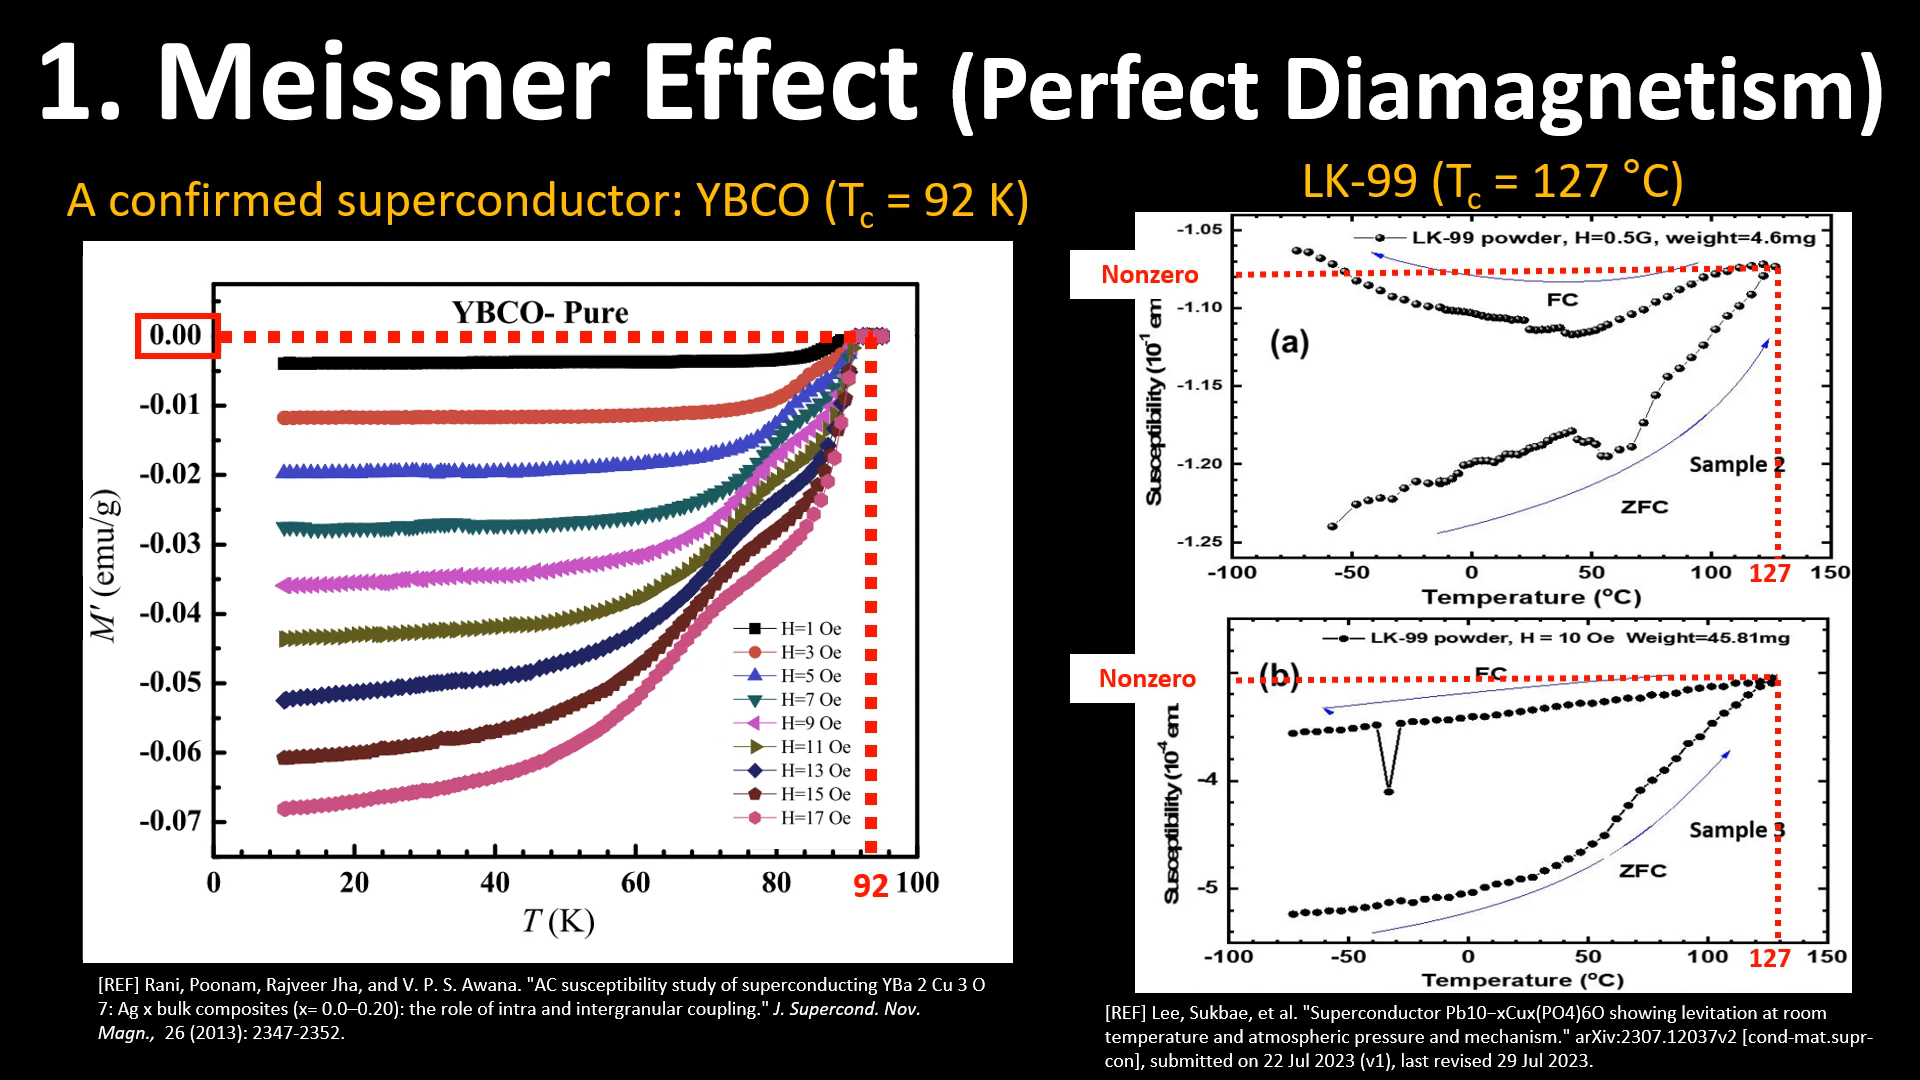 1. Meissner Effect (Perfect Diamagnetism)
A confirmed superconductor: YBCO (Tc = 92 K)
YBCO- Pure
0.00
-0.01
-0.02
-0.03
-0.04
-0.05
-0.06
-0.07
M' (emu/g)
H=1 Oe
H=3 Oe
H=5 Oe
H=7 Oe
H=9 Oe
H=11 Oe
H=13 Oe
H=15 Oe
H=17 Oe
0 20 40 60 80 92 100
T (K)
[REF] Rani, Poonam, Rajveer Jha, and V. P. S. Awana. "AC susceptibility study of superconducting YBa 2 Cu 3 O
7: Ag x bulk composites (x= 0.0–0.20): the role of intra and intergranular coupling." J. Supercond. Nov.
Magn., 26 (2013): 2347-2352.
LK-99 (Tc = 127 °C)
-1.05
-1.10
-1.15
-1.20
-1.25
Nonzero
Susceptibility (10-1 em
LK-99 powder, H=0.5G, weight=4.6mg
FC
(a)
Sample 2
ZFC
-100 -50 0 50 100 127 150
Temperature (oC)
Nonzero
-4
-5
Susceptibility (10-4 em
LK-99 powder, H = 10 Oe Weight=45.81mg
FC
(b)
Sample 3
ZFC
-100 -50 0 50 100 127 150
Temperature (oC)
[REF] Lee, Sukbae, et al. "Superconductor Pb10−xCux(PO4)6O showing levitation at room
temperature and atmospheric pressure and mechanism." arXiv:2307.12037v2 [cond-mat.supr-
con], submitted on 22 Jul 2023 (v1), last revised 29 Jul 2023.